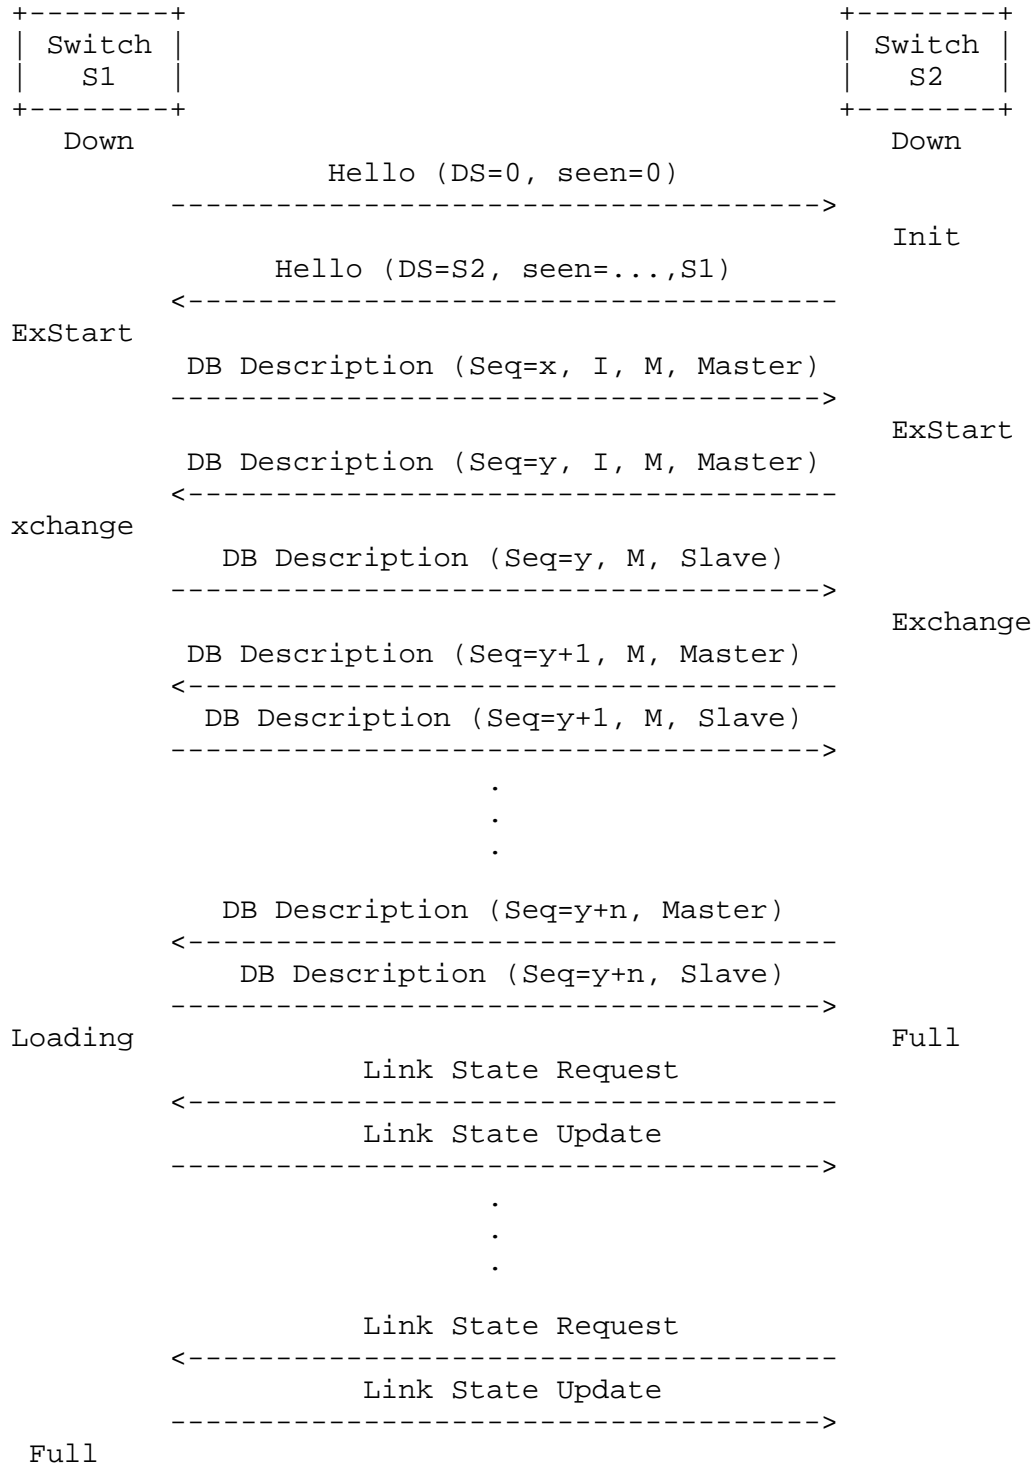 +--------+ +--------+
| Switch | | Switch |
| S1 | | S2 |
+--------+ +--------+
Down Down
Hello (DS=0, seen=0)
------------------------------------->
Init
Hello (DS=S2, seen=...,S1)
<-------------------------------------
ExStart
DB Description (Seq=x, I, M, Master)
------------------------------------->
ExStart
DB Description (Seq=y, I, M, Master)
<-------------------------------------
xchange
DB Description (Seq=y, M, Slave)
------------------------------------->
Exchange
DB Description (Seq=y+1, M, Master)
<-------------------------------------
DB Description (Seq=y+1, M, Slave)
------------------------------------->
.
.
.
DB Description (Seq=y+n, Master)
<-------------------------------------
DB Description (Seq=y+n, Slave)
------------------------------------->
Loading Full
Link State Request
<-------------------------------------
Link State Update
------------------------------------->
.
.
.
Link State Request
<-------------------------------------
Link State Update
------------------------------------->
Full